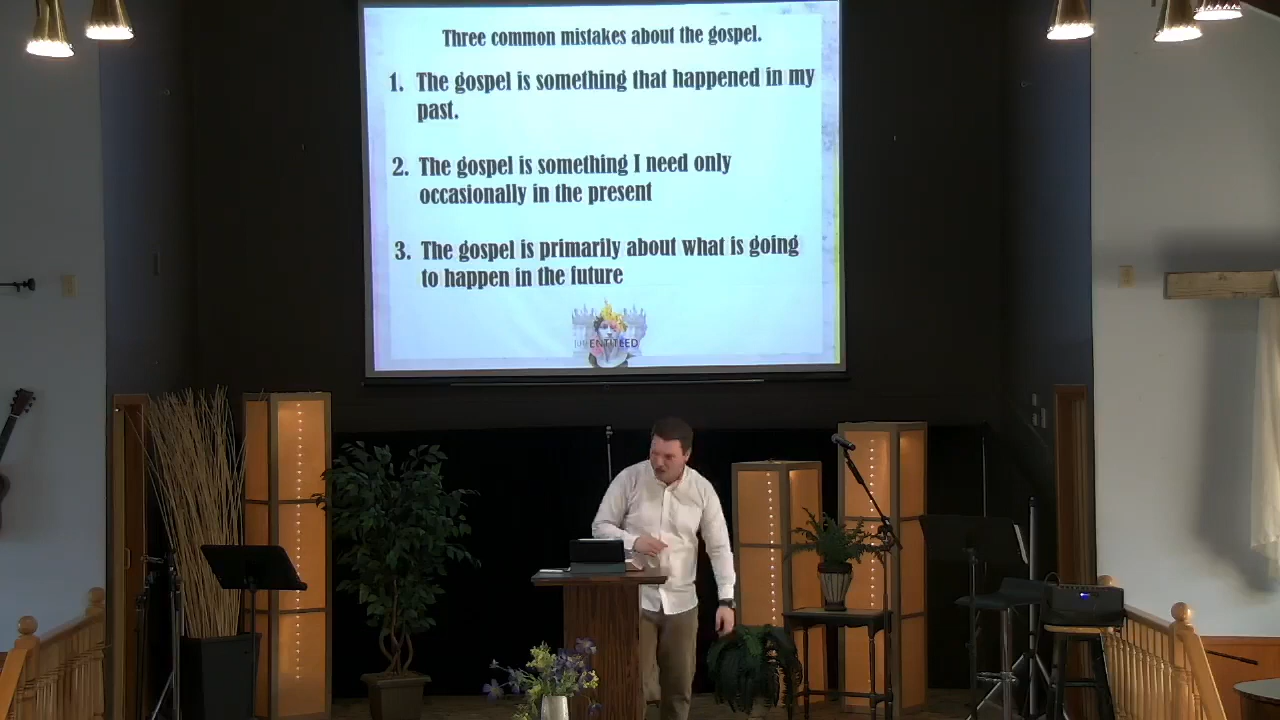 Three common mistakes about the gospel.
1. The gospel is something that happened in my
past.
2. The gospel is something I need only
occasionally in the present
3. The gospel is primarily about what is going
to happen in the future
ENTITEED